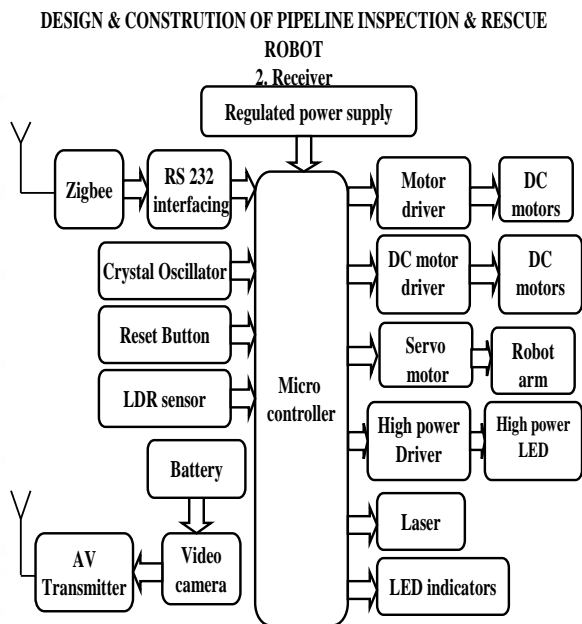 DESIGN & CONSTRUTION OF PIPELINE INSPECTION & RESCUE
ROBOT
2. Receiver
Regulated power supply
Zigbee
RS 232
interfacing
Crystal Oscillator
Reset Button
LDR sensor
Battery
AV
Transmitter
Video
camera
Micro
controller
Motor
driver
DC
motors
DC motor
driver
DC
motors
Servo
motor
Robot
arm
High power
Driver
High power
LED
Laser
LED indicators